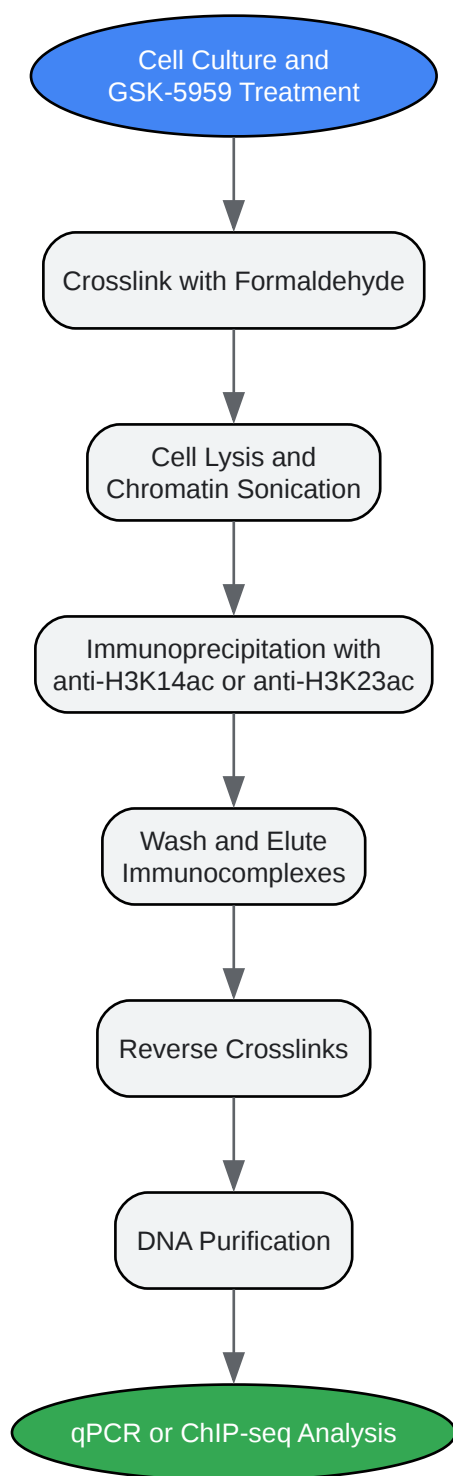 Cell Culture and
GSK-5959 Treatment
Crosslink with Formaldehyde
Cell Lysis and
Chromatin Sonication
Immunoprecipitation with
anti-H3K14ac or anti-H3K23ac
Wash and Elute
Immunocomplexes
Reverse Crosslinks
DNA Purification
qPCR or ChIP-seq Analysis